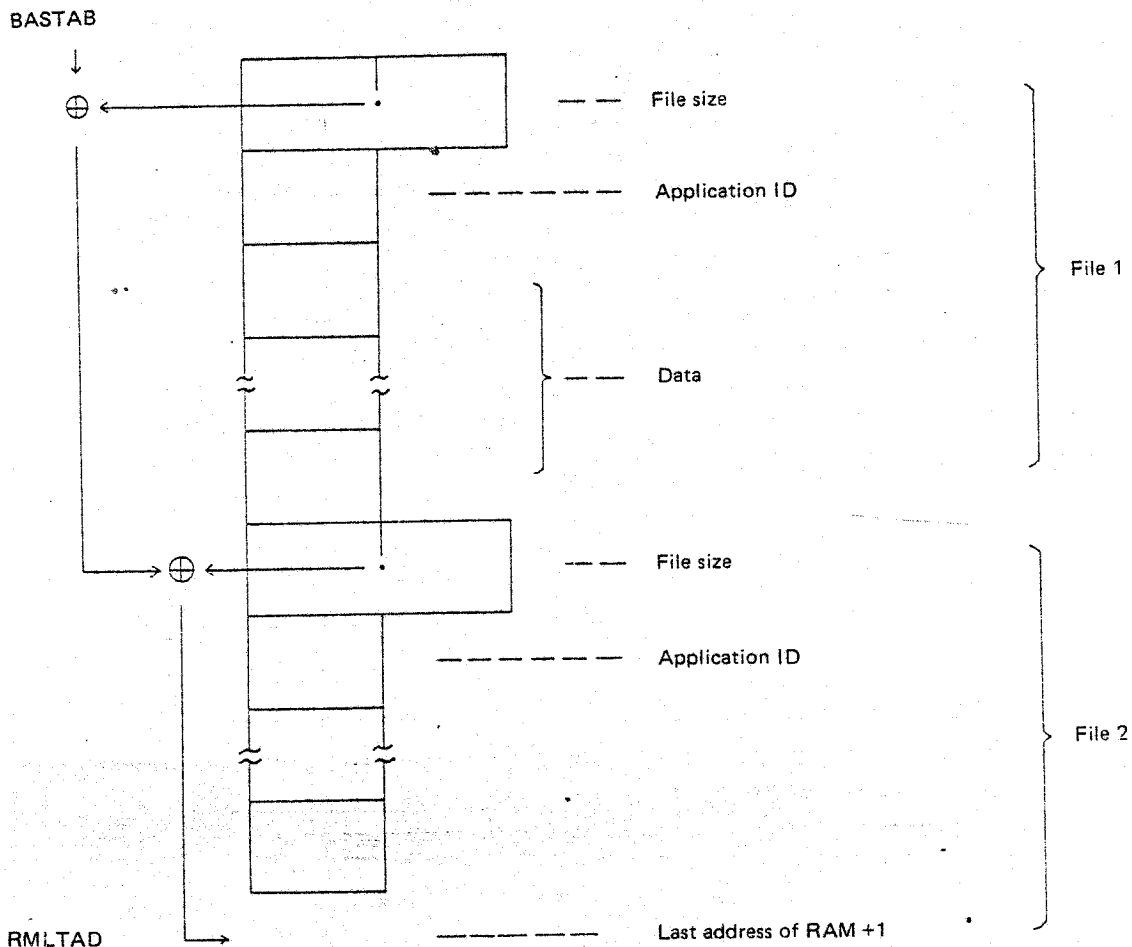 BASTAB
File size
Application ID
File 1
Data
File size
Application ID
File 2
RMLTAD
Last address of RAM +1